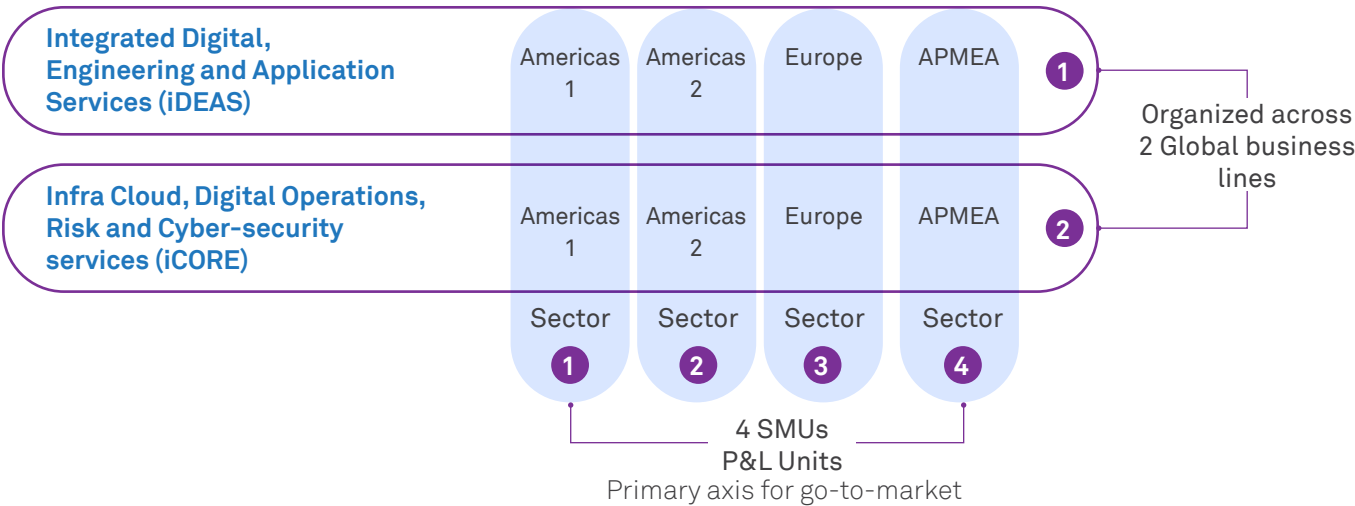 Integrated Digital,
Engineering and Application
Services (iDEAS)
Americas
1
Americas
2
Europe
APMEA
1
Organized across
2 Global business
lines
Infra Cloud, Digital Operations,
Risk and Cyber-security
services (iCORE)
Americas
1
Americas
2
Europe
APMEA
2
Sector
1
Sector
2
Sector
3
Sector
4
4 SMUs
P&L Units
Primary axis for go-to-market